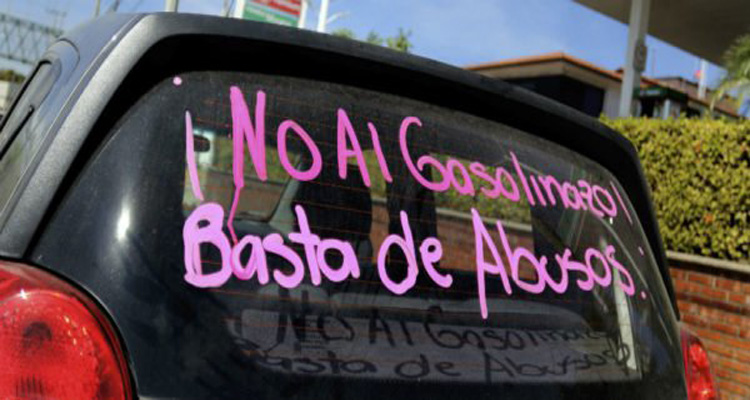 ¡No Al Gasolinazo!
Basta de Abusos.